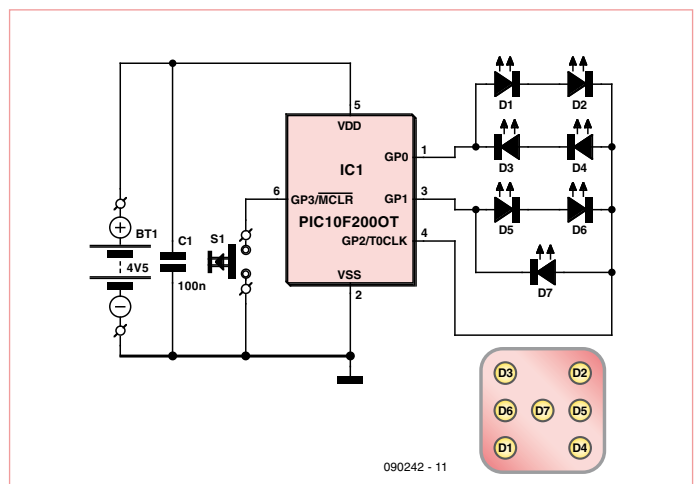 D1 D2
5
VDD
IC1
GP0 1
D3 D4
6 GP3/MCLR
GP1 3
PIC10F200OT
S1
BT1
C1
GP2/T0CLK 4
D5 D6
4V5
100n
VSS
2
D7
D3 D2
D6 D7 D5
D1 D4
090242 - 11